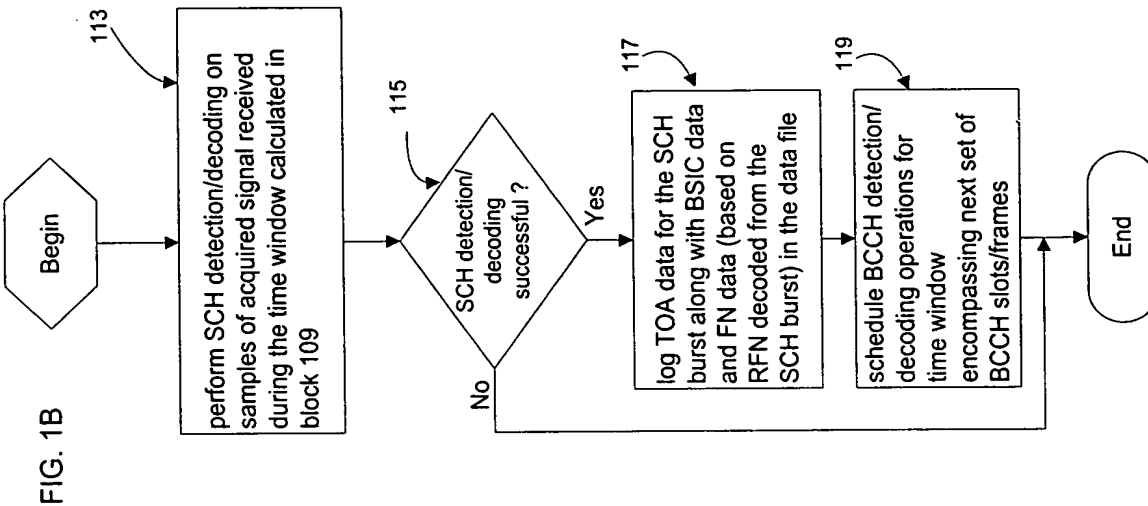 FIG. 1B
Begin
113
perform SCH detection/decoding on
samples of acquired signal received
during the time window calculated in
block 109
115
SCH detection/
decoding
successful ?
No
Yes
117
log TOA data for the SCH
burst along with BSIC data
and FN data (based on
RFN decoded from the
SCH burst) in the data file
119
schedule BCCH detection/
decoding operations for
time window
encompassing next set of
BCCH slots/frames
End